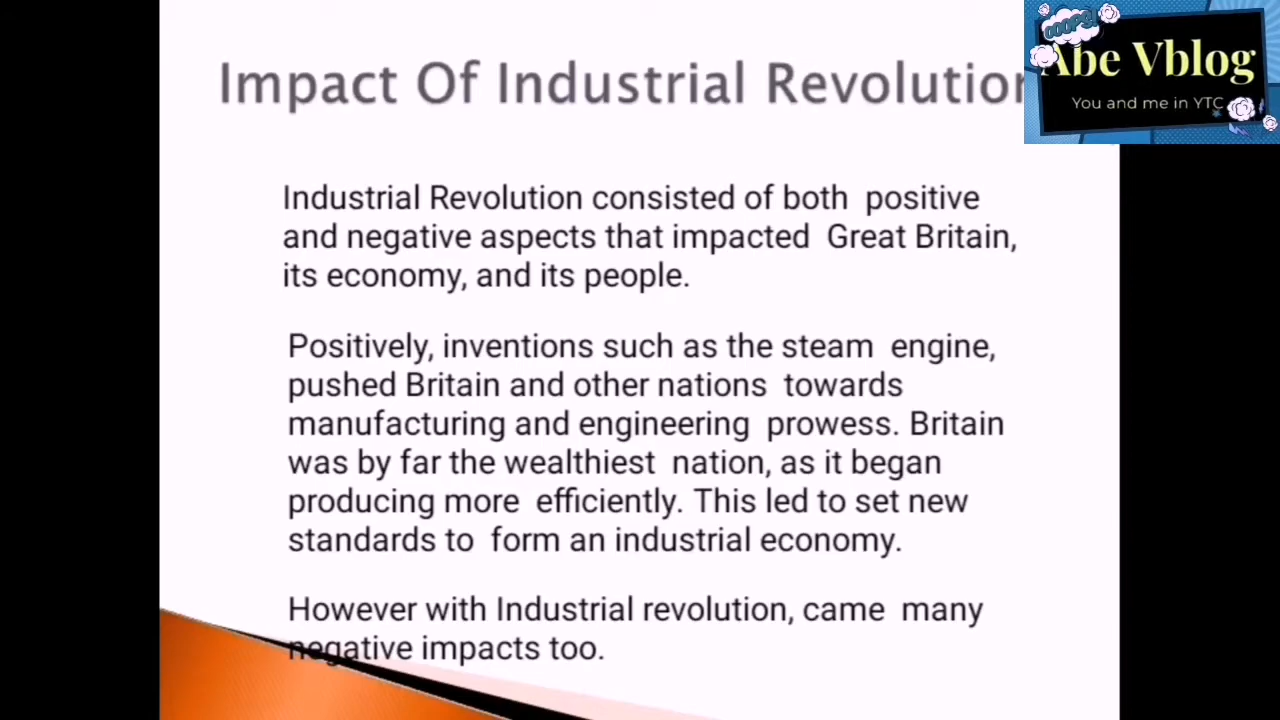 Impact Of Industrial Revolution
OOOPS!
Abe Vblog
You and me in YTC
Industrial Revolution consisted of both positive
and negative aspects that impacted Great Britain,
its economy, and its people.
Positively, inventions such as the steam engine,
pushed Britain and other nations towards
manufacturing and engineering prowess. Britain
was by far the wealthiest nation, as it began
producing more efficiently. This led to set new
standards to form an industrial economy.
However with Industrial revolution, came many
negative impacts too.